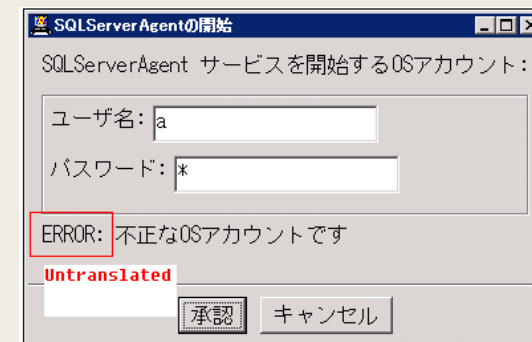 SQLServerAgentの開始
SQLServerAgent サービスを開始するOSアカウント:
ユーザ名: a
パスワード: *
ERROR: 不正なOSアカウントです
Untranslated
承認 キャンセル